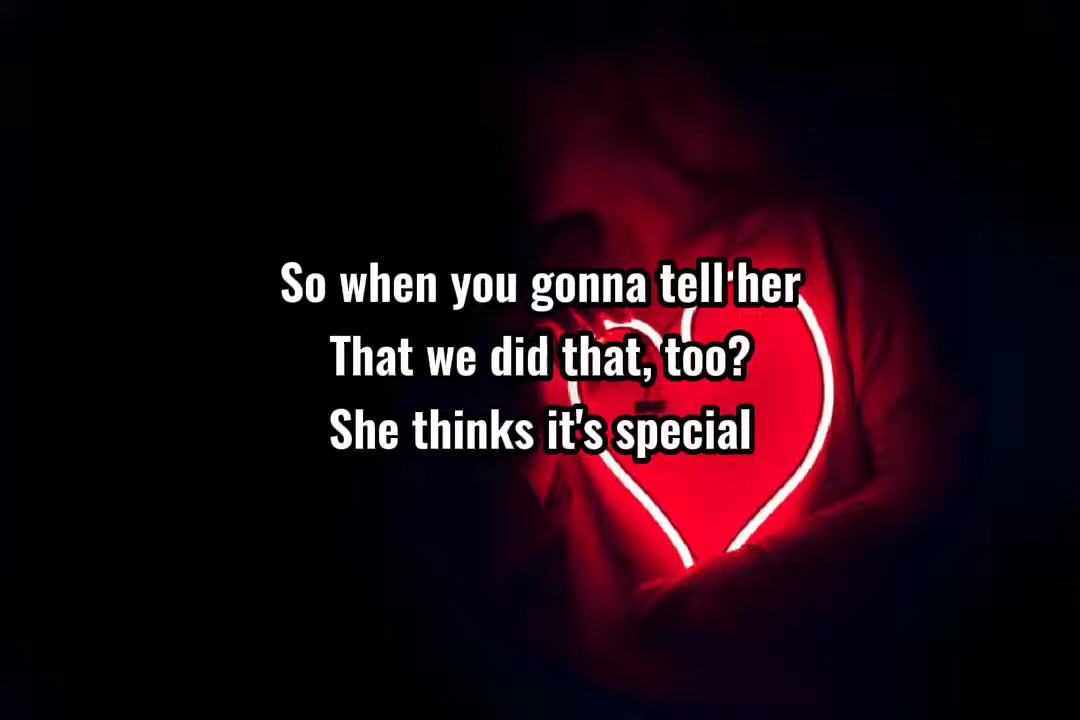 So when you gonna tell her
That we did that, too?
She thinks it's special